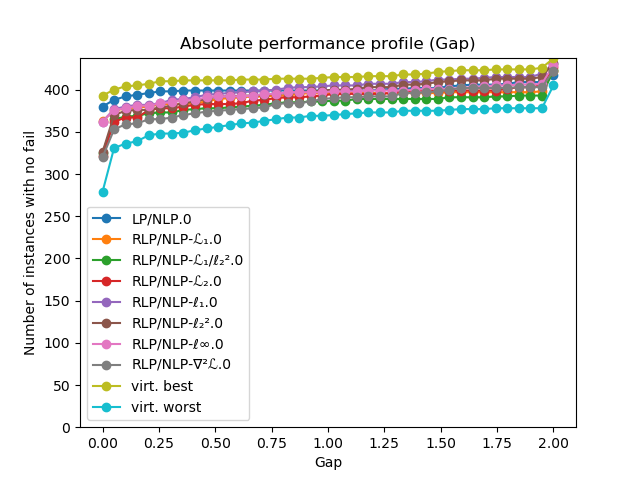 Absolute performance profile (Gap)
Number of instances with no fail
400
350
300
250
200
150
100
50
0
LP/NLP.0
RLP/NLP-ℒ₁.0
RLP/NLP-ℒ₁/ℓ₂².0
RLP/NLP-ℒ₂.0
RLP/NLP-ℓ₁.0
RLP/NLP-ℓ₂².0
RLP/NLP-ℓ∞.0
RLP/NLP-∇²ℒ.0
virt. best
virt. worst
0.00 0.25 0.50 0.75 1.00 1.25 1.50 1.75 2.00
Gap